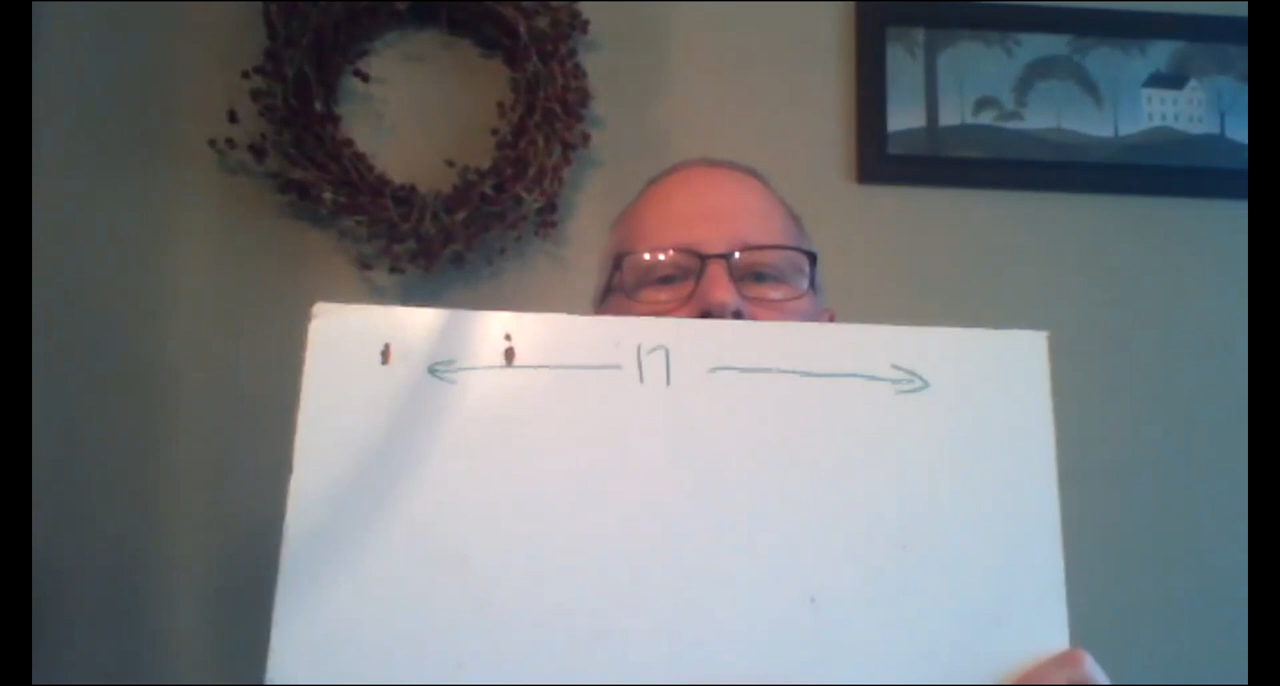 ← 17 →